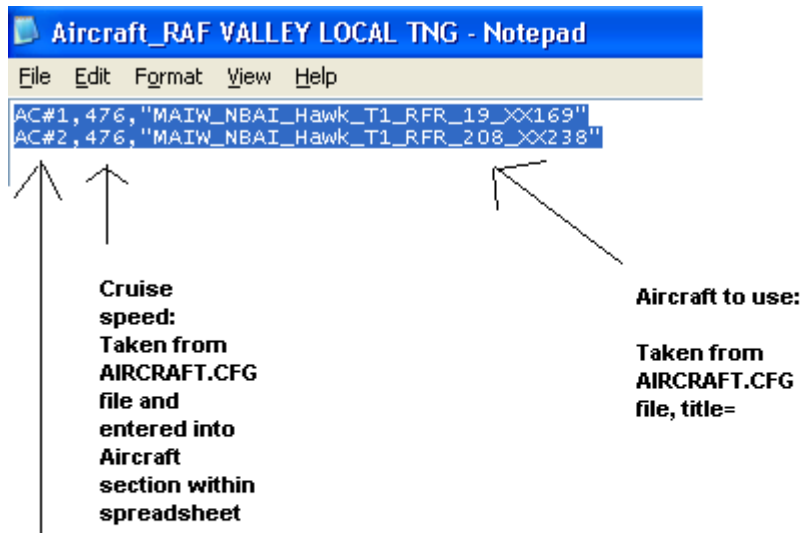 Aircraft_RAF VALLEY LOCAL TNG - Notepad
File Edit Format View Help
AC#1,476,"MAIW_NBAI_Hawk_T1_RFR_19_XX169"
AC#2,476,"MAIW_NBAI_Hawk_T1_RFR_208_XX238"
Cruise
speed:
Taken from
AIRCRAFT.CFG
file and
entered into
Aircraft
section within
spreadsheet
Aircraft to use:
Taken from
AIRCRAFT.CFG
file, title=